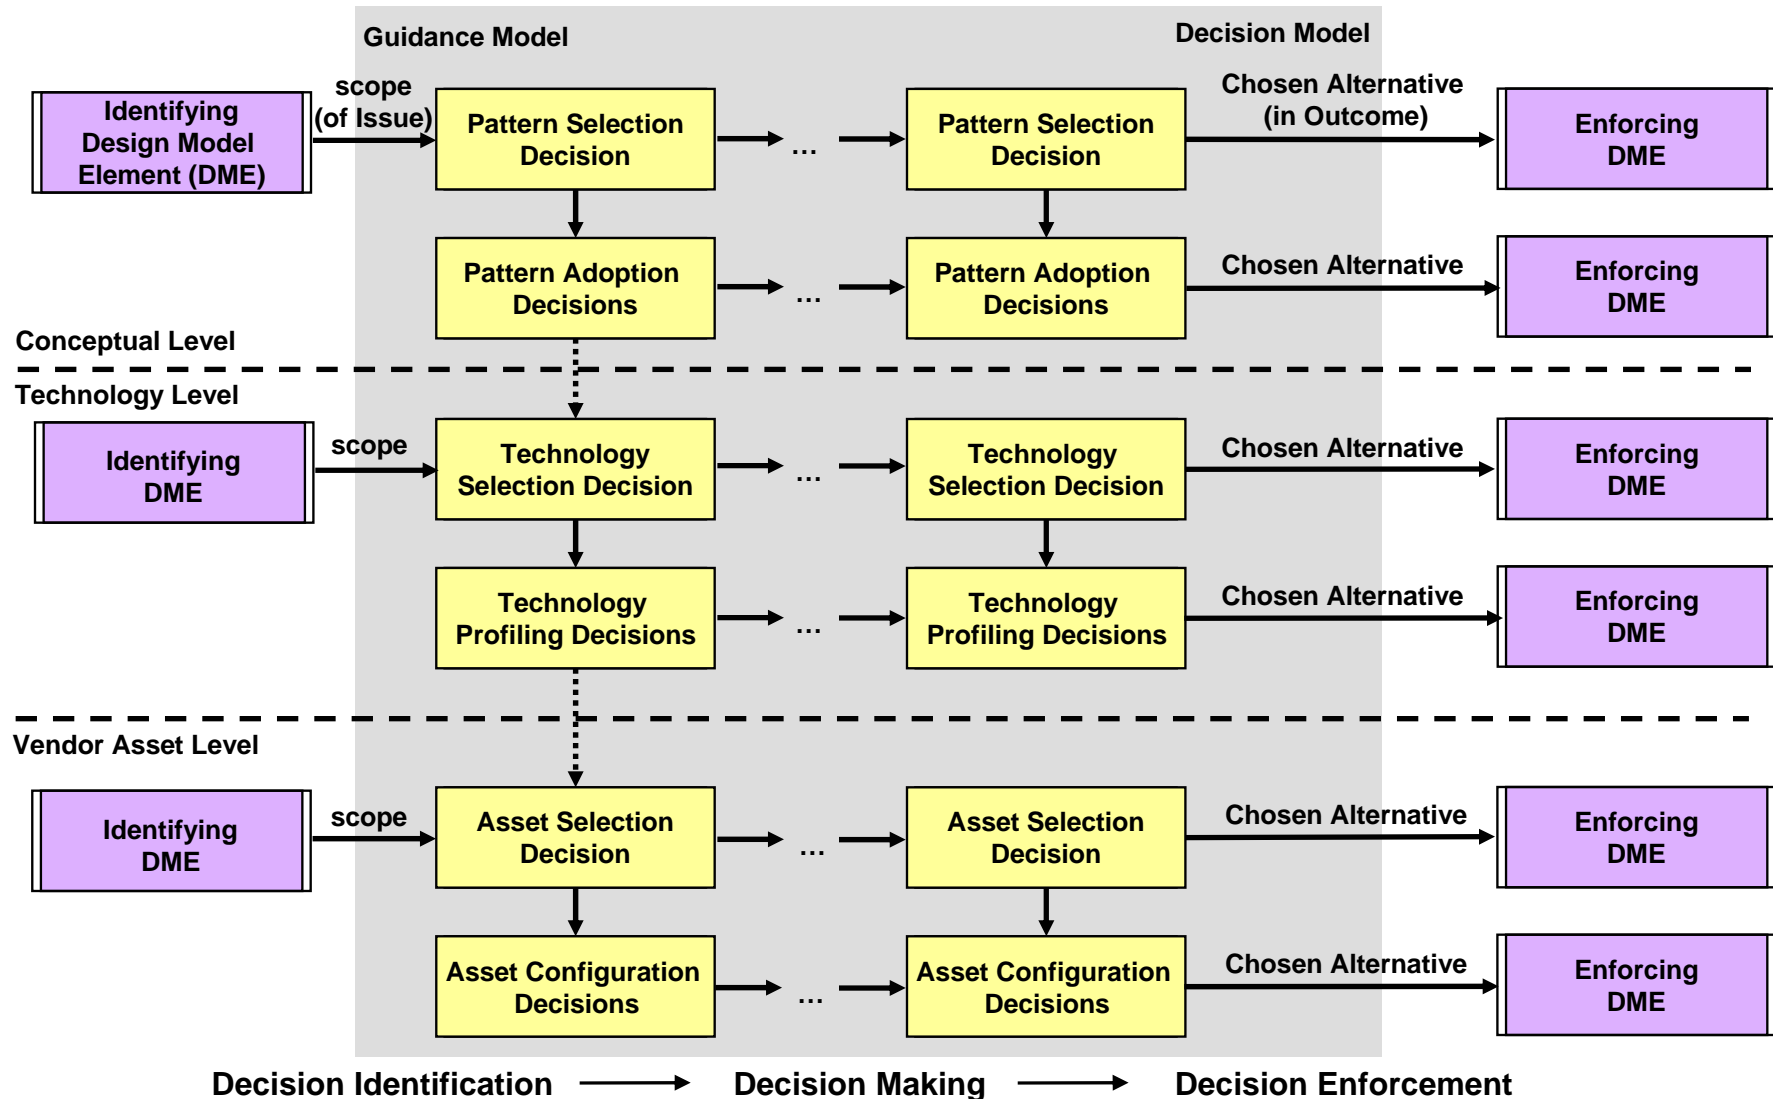 Guidance Model
Decision Model
Identifying
Design Model
Element (DME)
scope
(of Issue)
Pattern Selection
Decision
...
Pattern Selection
Decision
Chosen Alternative
(in Outcome)
Enforcing
DME
Pattern Adoption
Decisions
...
Pattern Adoption
Decisions
Chosen Alternative
Enforcing
DME
Conceptual Level
Technology Level
Identifying
DME
scope
Technology
Selection Decision
...
Technology
Selection Decision
Chosen Alternative
Enforcing
DME
Technology
Profiling Decisions
...
Technology
Profiling Decisions
Chosen Alternative
Enforcing
DME
Vendor Asset Level
Identifying
DME
scope
Asset Selection
Decision
...
Asset Selection
Decision
Chosen Alternative
Enforcing
DME
Asset Configuration
Decisions
...
Asset Configuration
Decisions
Chosen Alternative
Enforcing
DME
Decision Identification
Decision Making
Decision Enforcement